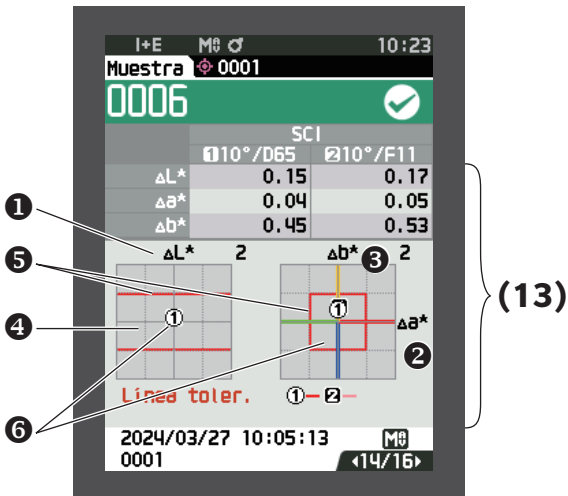 I+E M 10:23
Muestra 0001
0006
SCI
1 10°/D65 2 10°/F11
ΔL* 0.15 0.17
Δa* 0.04 0.05
Δb* 0.45 0.53
1 ΔL* 2 Δb* 3 2
5
1 1 Δa*
4 2
(13)
Línea toler. 1 2
6
2024/03/27 10:05:13 M
0001 14/16